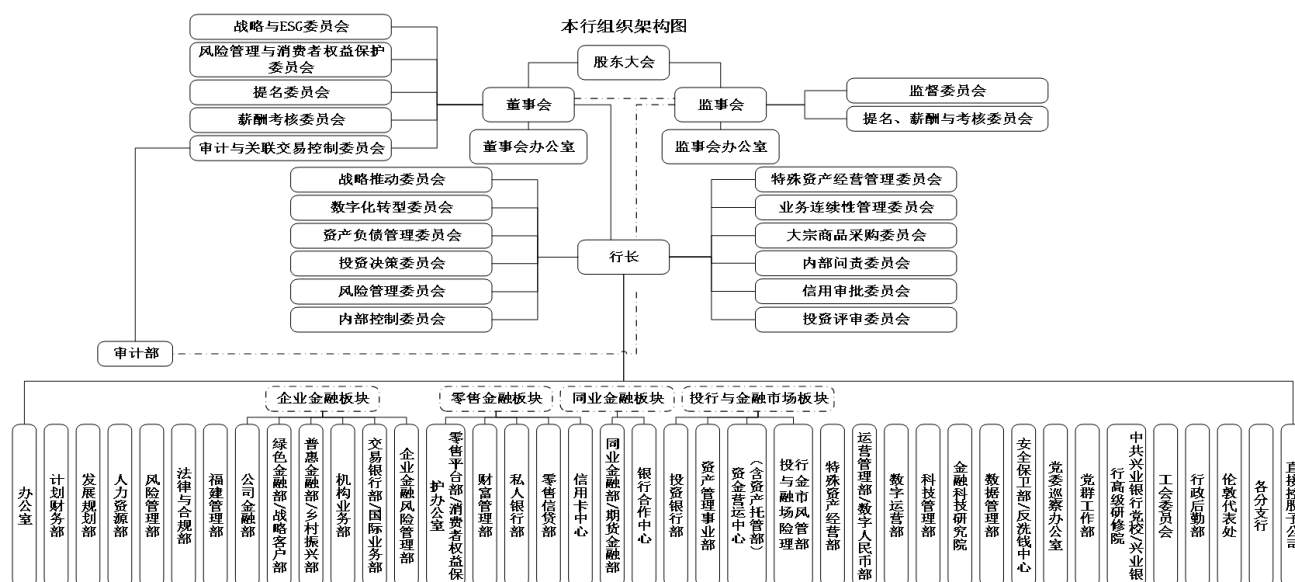 本行组织架构图
战略与ESG委员会
风险管理与消费者权益保护
委员会
提名委员会
薪酬考核委员会
审计与关联交易控制委员会
股东大会
董事会
监事会
董事会办公室
监事会办公室
监督委员会
提名、薪酬与考核委员会
战略推动委员会
数字化转型委员会
资产负债管理委员会
投资决策委员会
风险管理委员会
内部控制委员会
行长
特殊资产经营管理委员会
业务连续性管理委员会
大宗商品采购委员会
内部问责委员会
信用审批委员会
投资评审委员会
审计部
企业金融板块
零售金融板块
同业金融板块
投行与金融市场板块
办公室
计划财务部
发展规划部
人力资源部
风险管理部
法律与合规部
福建管理部
公司金融部
绿色金融部/战略客户部
普惠金融部/乡村振兴部
机构业务部
交易银行部/国际业务部
企业金融风险管理部
零售平台部/消费者权益保
护办公室
财富管理部
私人银行部
零售信贷部
信用卡中心
同业金融部/期货金融部
银行合作中心
投资银行部
资产管理事业部
资金营运中心
(含资产托管部)
投行与金融市场风险管理部
特殊资产经营部
运营管理部/数字人民币部
数字运营部
科技管理部
金融科技研究院
数据管理部
安全保卫部/反洗钱中心
党委巡察办公室
党群工作部
中共兴业银行党校/兴业银
行高级研修院
工会委员会
行政后勤部
伦敦代表处
各分支行
直接控股子公司